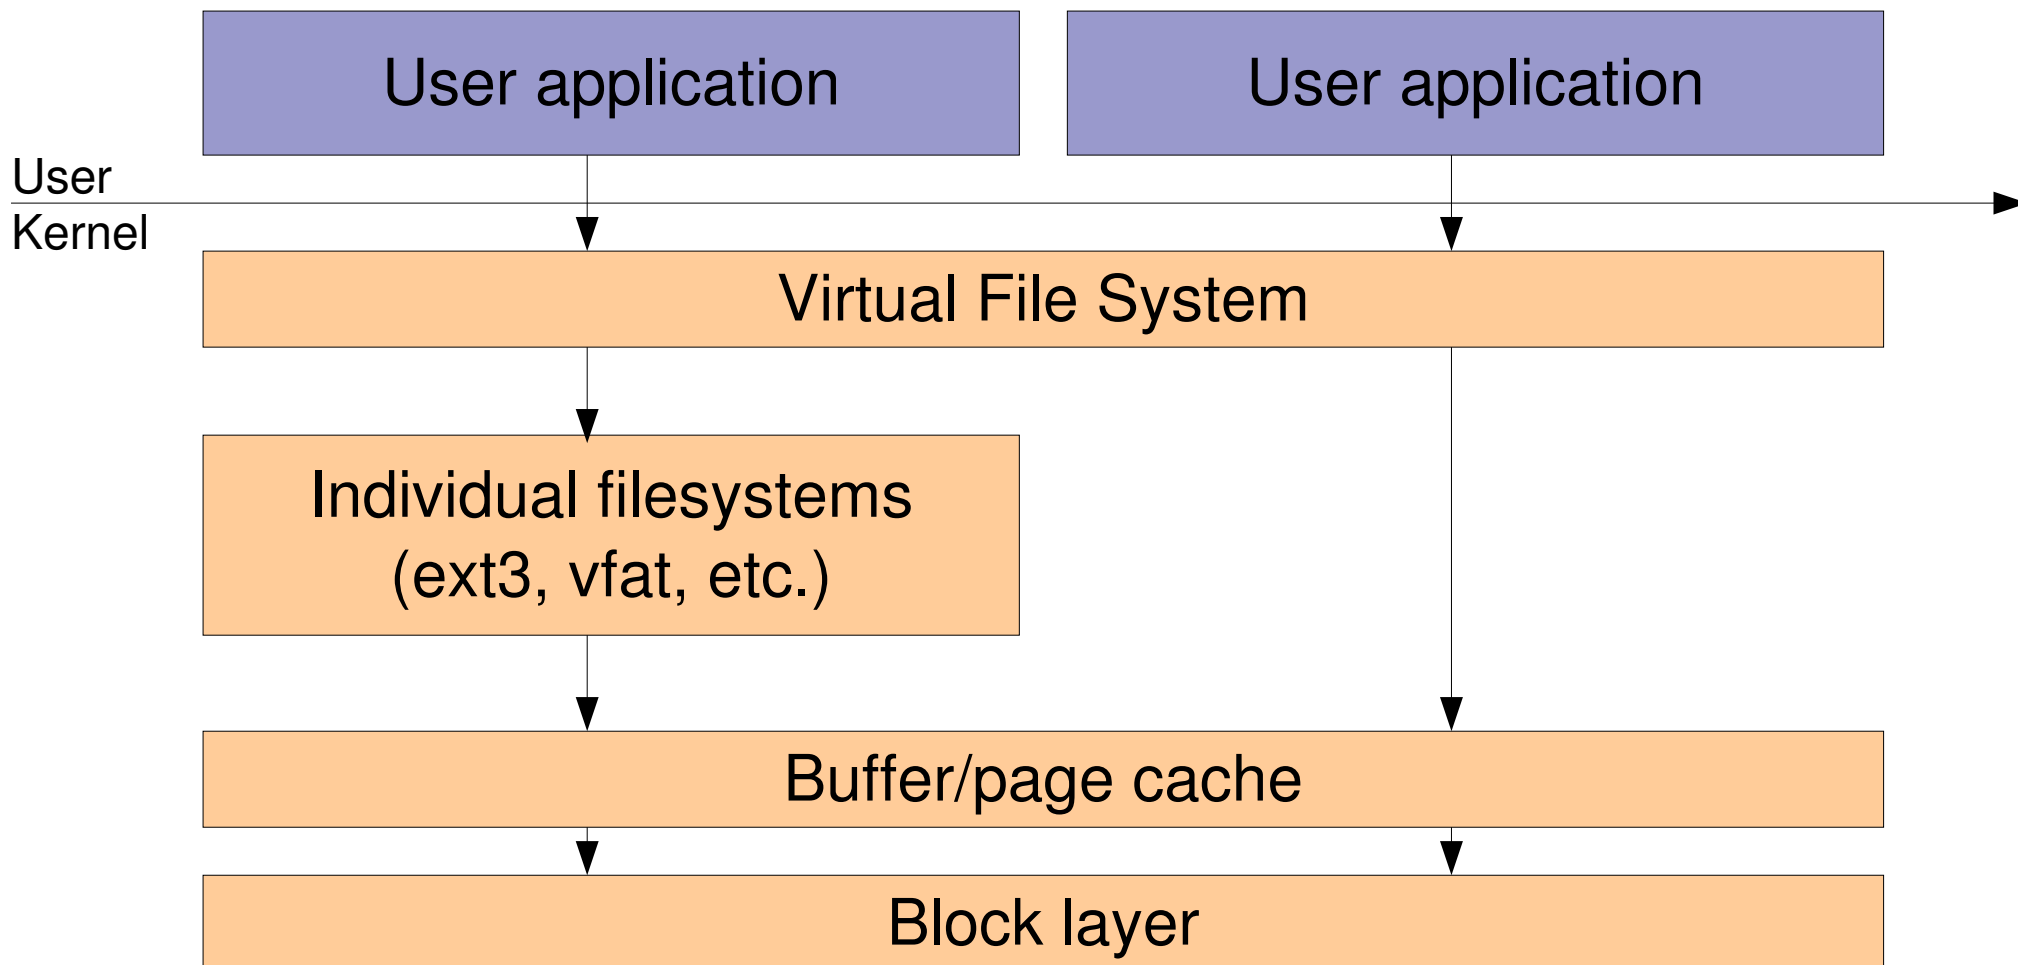 User application
User application
User
Kernel
Virtual File System
Individual filesystems
(ext3, vfat, etc.)
Buffer/page cache
Block layer